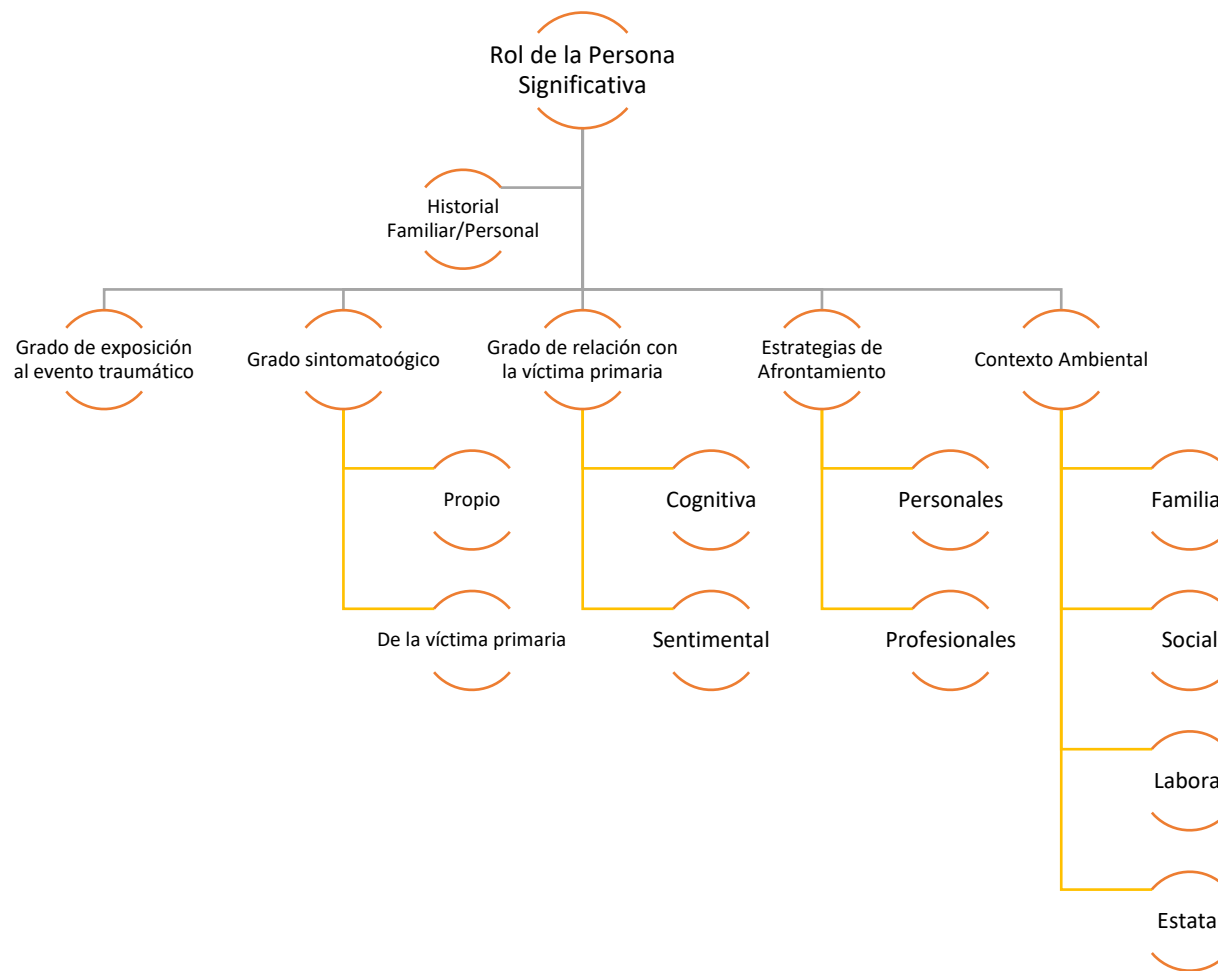 Rol de la Persona
Significativa
Historial
Familiar/Personal
Grado de exposición
al evento traumático
Grado sintomatoógico
Grado de relación con
la víctima primaria
Estrategias de
Afrontamiento
Contexto Ambiental
Propio
Cognitiva
Personales
Familia
De la víctima primaria
Sentimental
Profesionales
Social
Labora
Estata